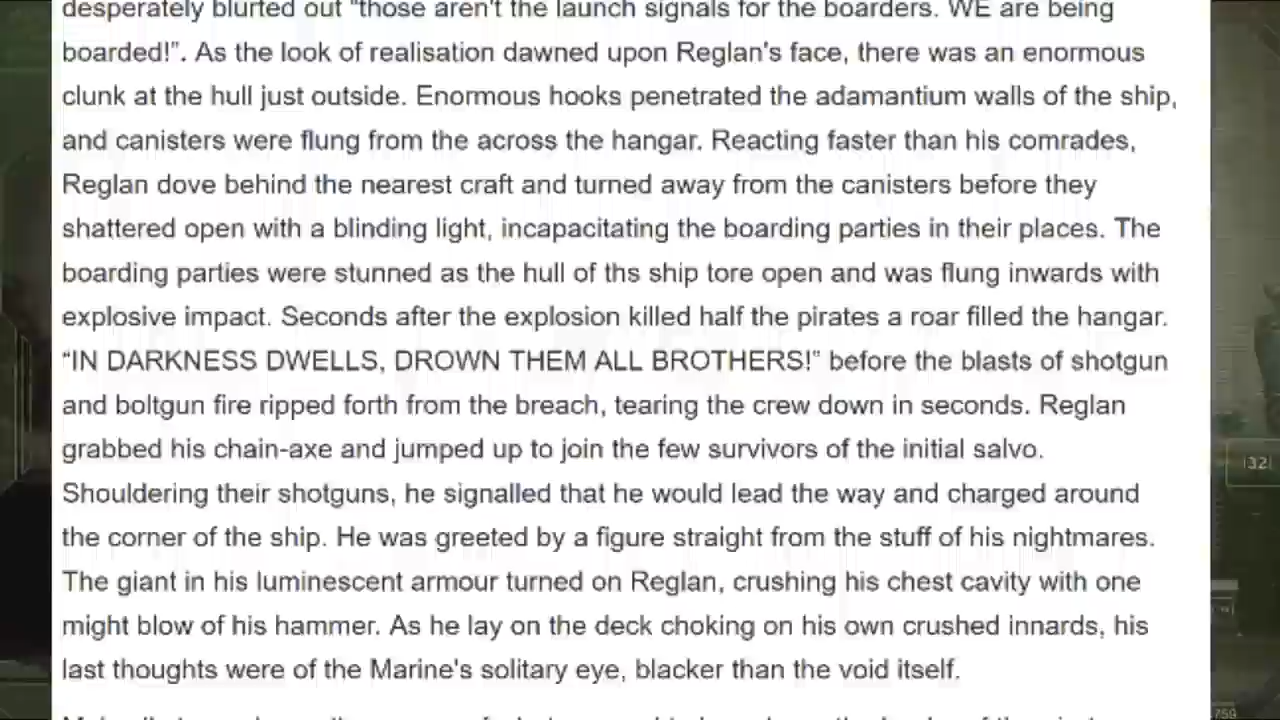 desperately blurted out "those aren't the launch signals for the boarders. WE are being
boarded!". As the look of realisation dawned upon Reglan's face, there was an enormous
clunk at the hull just outside. Enormous hooks penetrated the adamantium walls of the ship,
and canisters were flung from the across the hangar. Reacting faster than his comrades,
Reglan dove behind the nearest craft and turned away from the canisters before they
shattered open with a blinding light, incapacitating the boarding parties in their places. The
boarding parties were stunned as the hull of ths ship tore open and was flung inwards with
explosive impact. Seconds after the explosion killed half the pirates a roar filled the hangar.
“IN DARKNESS DWELLS, DROWN THEM ALL BROTHERS!” before the blasts of shotgun
and boltgun fire ripped forth from the breach, tearing the crew down in seconds. Reglan
grabbed his chain-axe and jumped up to join the few survivors of the initial salvo.
Shouldering their shotguns, he signalled that he would lead the way and charged around
the corner of the ship. He was greeted by a figure straight from the stuff of his nightmares.
The giant in his luminescent armour turned on Reglan, crushing his chest cavity with one
might blow of his hammer. As he lay on the deck choking on his own crushed innards, his
last thoughts were of the Marine's solitary eye, blacker than the void itself.
132
759